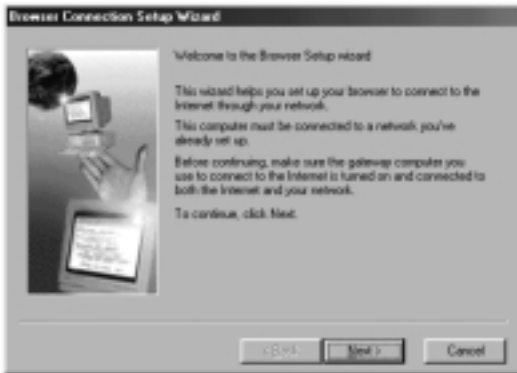 Browser Connection Setup Wizard
Welcome to the Browser Setup wizard
This wizard helps you set up your browser to connect to the
Internet through your network.
This computer must be connected to a network you've
already set up.
Before continuing, make sure the gateway computer you
use to connect to the Internet is turned on and connected to
both the Internet and your network.
To continue, click Next.
< Back
Next >
Cancel